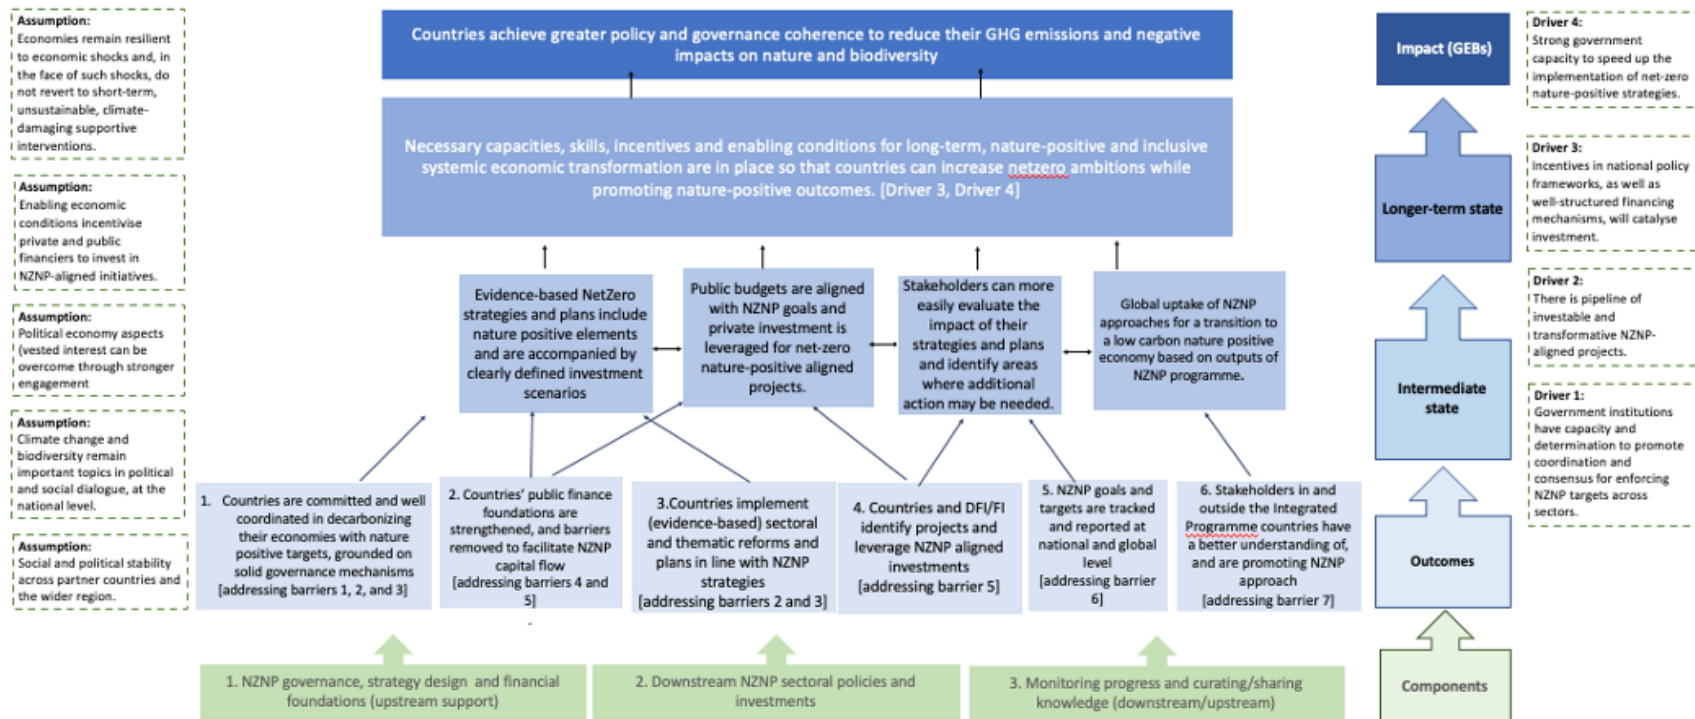 Assumption:
Economies remain resilient
to economic shocks and, in
the face of such shocks, do
not revert to short-term,
unsustainable, climate-
damaging supportive
interventions.
Assumption:
Enabling economic
conditions incentivise
private and public
financiers to invest in
NZNP-aligned initiatives.
Assumption:
Political economy aspects
(vested interest can be
overcome through stronger
engagement
Assumption:
Climate change and
biodiversity remain
important topics in political
and social dialogue, at the
national level.
Assumption:
Social and political stability
across partner countries and
the wider region.
Countries achieve greater policy and governance coherence to reduce their GHG emissions and negative
impacts on nature and biodiversity
Necessary capacities, skills, incentives and enabling conditions for long-term, nature-positive and inclusive
systemic economic transformation are in place so that countries can increase netzero ambitions while
promoting nature-positive outcomes. [Driver 3, Driver 4]
Evidence-based NetZero
strategies and plans include
nature positive elements
and are accompanied by
clearly defined investment
scenarios
Public budgets are aligned
with NZNP goals and
private investment is
leveraged for net-zero
nature-positive aligned
projects.
Stakeholders can more
easily evaluate the
impact of their
strategies and plans
and identify areas
where additional
action may be needed.
Global uptake of NZNP
approaches for a transition to
a low carbon nature positive
economy based on outputs of
NZNP programme.
1. Countries are committed and well
coordinated in decarbonizing
their economies with nature
positive targets, grounded on
solid governance mechanisms
[addressing barriers 1, 2, and 3]
2. Countries' public finance
foundations are
strengthened, and barriers
removed to facilitate NZNP
capital flow
[addressing barriers 4 and
5]
3.Countries implement
(evidence-based) sectoral
and thematic reforms and
plans in line with NZNP
strategies
[addressing barriers 2 and 3]
4. Countries and DFI/FI
identify projects and
leverage NZNP aligned
investments
[addressing barrier 5]
5. NZNP goals and
targets are tracked
and reported at
national and global
level
[addressing barrier
6]
6. Stakeholders in and
outside the Integrated
Programme countries have
a better understanding of,
and are promoting NZNP
approach
[addressing barrier 7]
1. NZNP governance, strategy design and financial
foundations (upstream support)
2. Downstream NZNP sectoral policies and
investments
3. Monitoring progress and curating/sharing
knowledge (downstream/upstream)
Impact (GEBs)
Longer-term state
Intermediate
state
Outcomes
Components
Driver 4:
Strong government
capacity to speed up the
implementation of net-zero
nature-positive strategies.
Driver 3:
Incentives in national policy
frameworks, as well as
well-structured financing
mechanisms, will catalyse
investment.
Driver 2:
There is pipeline of
investable and
transformative NZNP-
aligned projects.
Driver 1:
Government institutions
have capacity and
determination to promote
coordination and
consensus for enforcing
NZNP targets across
sectors.